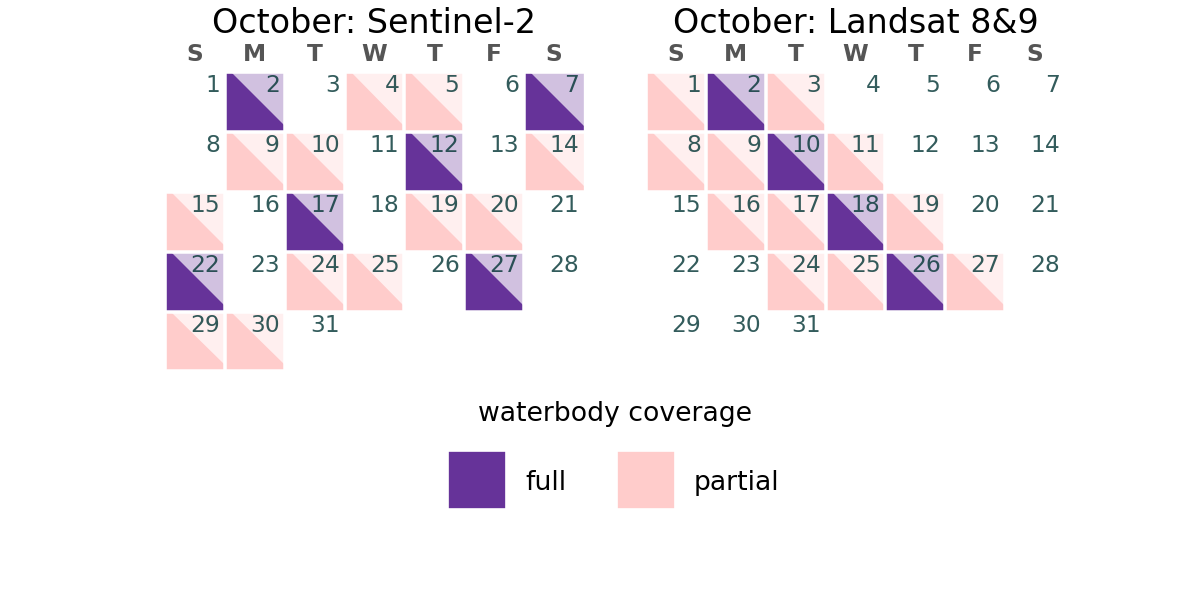 October: Sentinel-2
S M T W T F S
1 2 3 4 5 6 7
8 9 10 11 12 13 14
15 16 17 18 19 20 21
22 23 24 25 26 27 28
29 30 31
October: Landsat 8&9
S M T W T F S
1 2 3 4 5 6 7
8 9 10 11 12 13 14
15 16 17 18 19 20 21
22 23 24 25 26 27 28
29 30 31
waterbody coverage
full partial